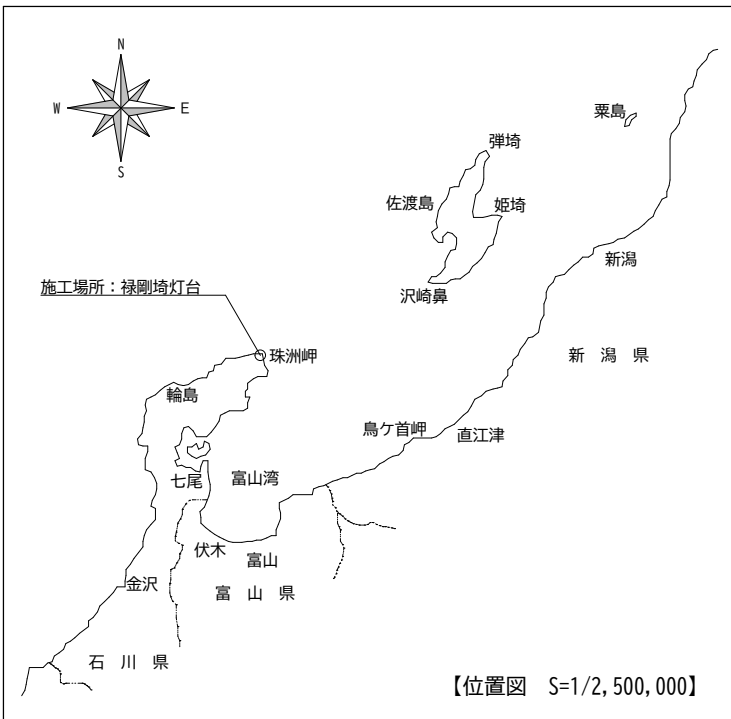 N
W
E
S
粟島
弾埼
佐渡島
姫埼
新潟
沢崎鼻
施工場所：禄剛埼灯台
珠洲岬
新潟県
輪島
鳥ケ首岬
直江津
七尾
富山湾
伏木
富山
金沢
富山県
石川県
【位置図　S=1/2,500,000】